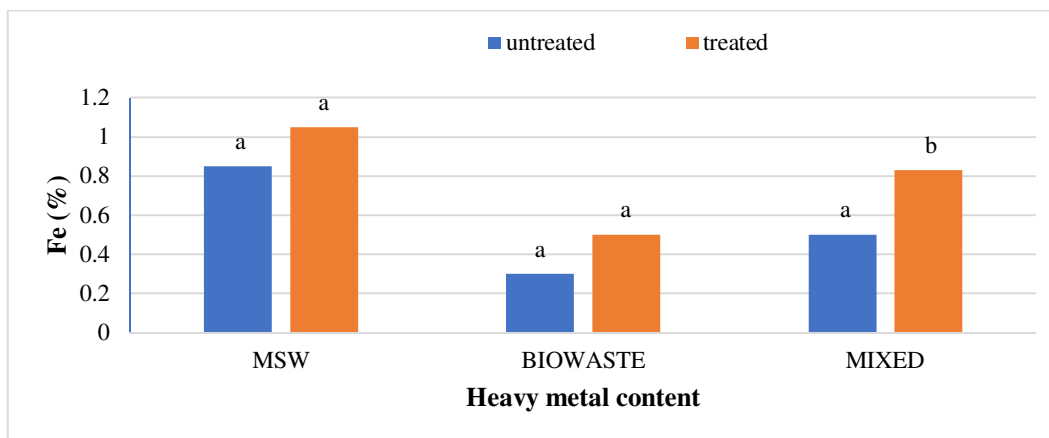 untreated treated
1.2
1
0.8
0.6
0.4
0.2
0
Fe (%)
a
a
a
a
a
b
MSW BIOWASTE MIXED
Heavy metal content